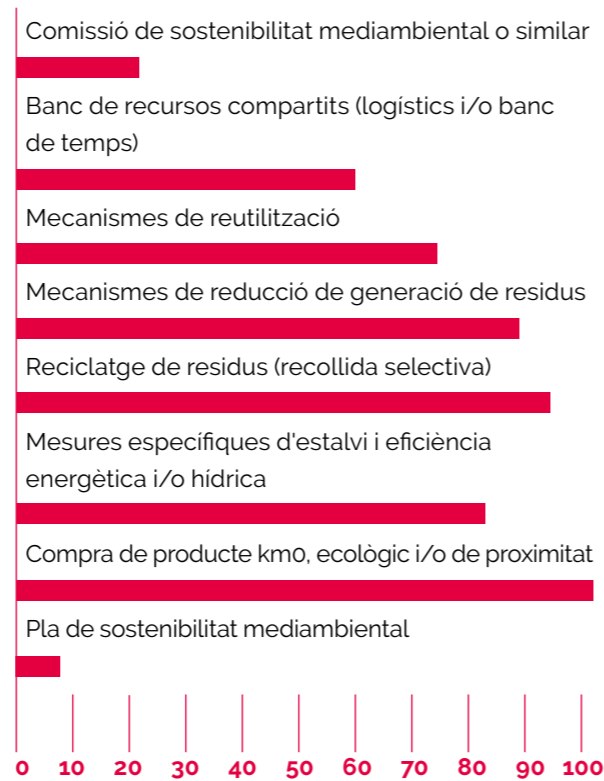 Comissió de sostenibilitat mediambiental o similar
Banc de recursos compartits (logístics i/o banc
de temps)
Mecanismes de reutilització
Mecanismes de reducció de generació de residus
Reciclatge de residus (recollida selectiva)
Mesures específiques d'estalvi i eficiència
energètica i/o hídrica
Compra de producte km0, ecològic i/o de proximitat
Pla de sostenibilitat mediambiental
0 10 20 30 40 50 60 70 80 90 100